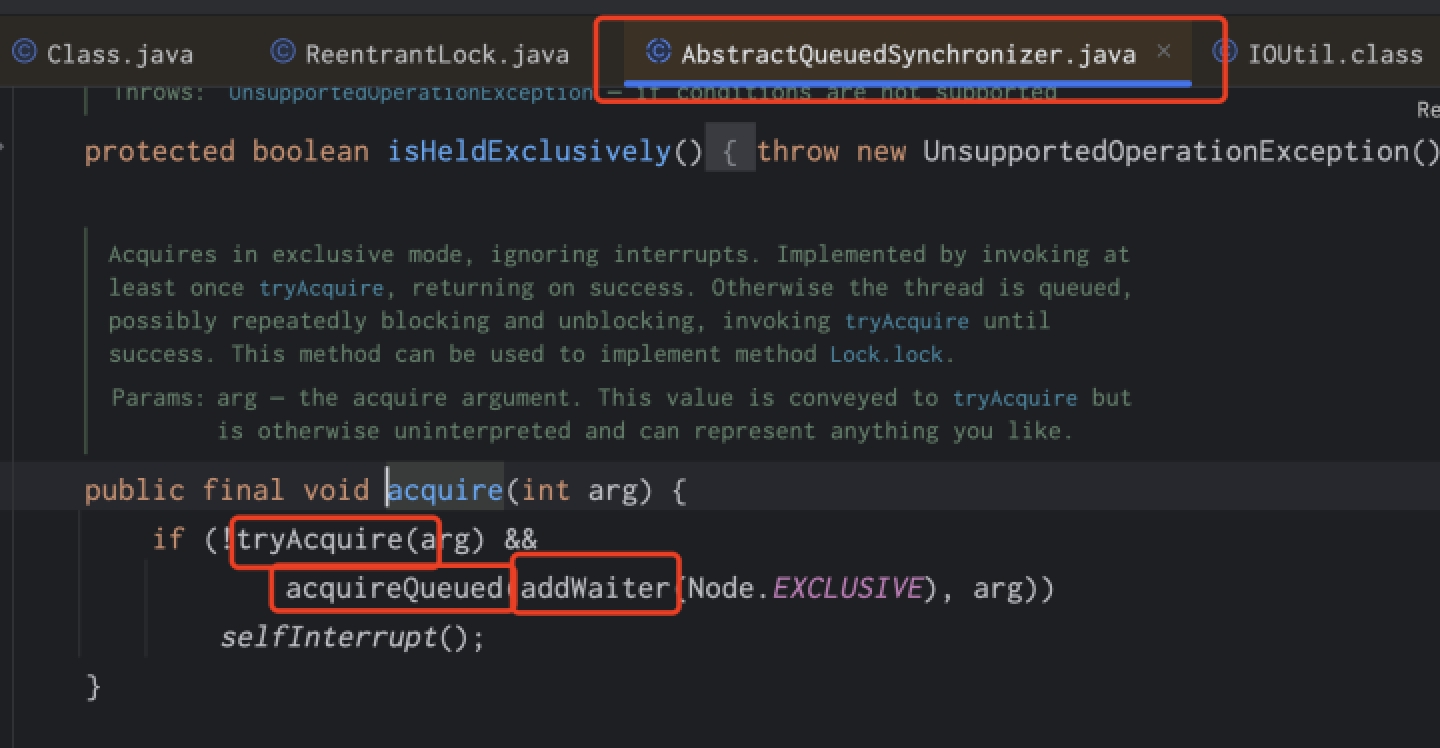 Class.java ReentrantLock.java AbstractQueuedSynchronizer.java × IOUtil.class
Throws: UnsupportedOperationException – if conditions are not supported
Re
protected boolean isHeldExclusively() { throw new UnsupportedOperationException()
Acquires in exclusive mode, ignoring interrupts. Implemented by invoking at
least once tryAcquire, returning on success. Otherwise the thread is queued,
possibly repeatedly blocking and unblocking, invoking tryAcquire until
success. This method can be used to implement method Lock.lock.
Params: arg – the acquire argument. This value is conveyed to tryAcquire but
is otherwise uninterpreted and can represent anything you like.
public final void acquire(int arg) {
if (!tryAcquire(arg) &&
acquireQueued(addWaiter(Node.EXCLUSIVE), arg))
selfInterrupt();
}